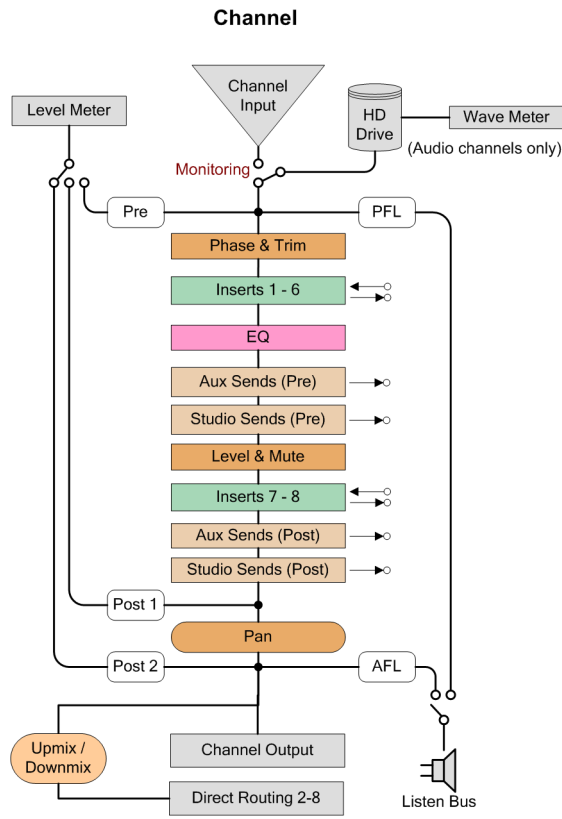 Channel
Channel
Input
Level Meter
HD
Drive
Wave Meter
(Audio channels only)
Monitoring
Pre
PFL
Phase & Trim
Inserts 1 - 6
EQ
Aux Sends (Pre)
Studio Sends (Pre)
Level & Mute
Inserts 7 - 8
Aux Sends (Post)
Studio Sends (Post)
Post 1
Pan
Post 2
AFL
Upmix /
Downmix
Channel Output
Direct Routing 2-8
Listen Bus